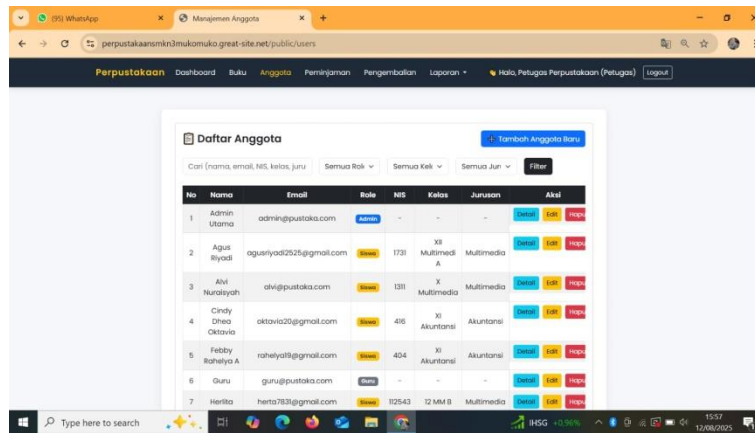 (95) WhatsApp
Manajemen Anggota
perpustakaansmkn3mukomuko.great-site.net/public/users
Perpustakaan Dashboard Buku Anggota Peminjaman Pengembalian Laporan Halo, Petugas Perpustakaan (Petugas) Logout
Daftar Anggota
+ Tambah Anggota Baru
Cari (nama, email, NIS, kelas, juru Semua Role Semua Kela Semua Juru Filter
No Nama Email Role NIS Kelas Jurusan Aksi
1 Admin Utama admin@pustaka.com Admin - - - Detail Edit Hapu
2 Agus Riyadi agusriyadi2525@gmail.com Siswa 1731 XII Multimedi A Multimedia Detail Edit Hapu
3 Alvi Nuraisyah alvi@pustaka.com Siswa 1311 X Multimedia Multimedia Detail Edit Hapu
4 Cindy Dhea Oktavia oktavia20@gmail.com Siswa 416 XI Akuntansi Akuntansi Detail Edit Hapu
5 Febby Rahelya A rahelya19@gmail.com Siswa 404 XI Akuntansi Akuntansi Detail Edit Hapu
6 Guru guru@pustaka.com Guru - - - Detail Edit Hapu
7 Herlita herta7831@gmail.com Siswa 112543 12 MM B Multimedia Detail Edit Hapu
Type here to search
IHSG +0,96%
15:57
12/08/2025